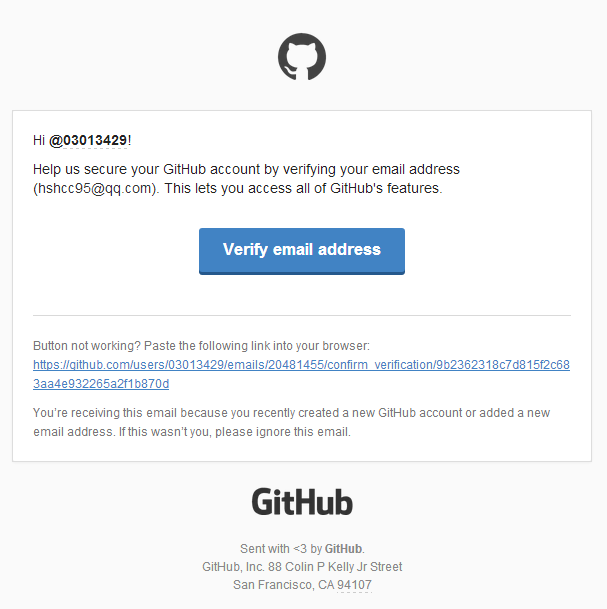 Hi @03013429!
Help us secure your GitHub account by verifying your email address
(hshcc95@qq.com). This lets you access all of GitHub's features.
Verify email address
Button not working? Paste the following link into your browser:
https://github.com/users/03013429/emails/20481455/confirm_verification/9b2362318c7d815f2c68
3aa4e932265a2f1b870d
You’re receiving this email because you recently created a new GitHub account or added a new
email address. If this wasn’t you, please ignore this email.
GitHub
Sent with <3 by GitHub.
GitHub, Inc. 88 Colin P Kelly Jr Street
San Francisco, CA 94107